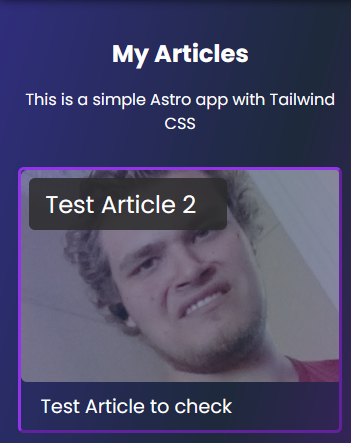 My Articles
This is a simple Astro app with Tailwind
CSS
Test Article 2
Test Article to check